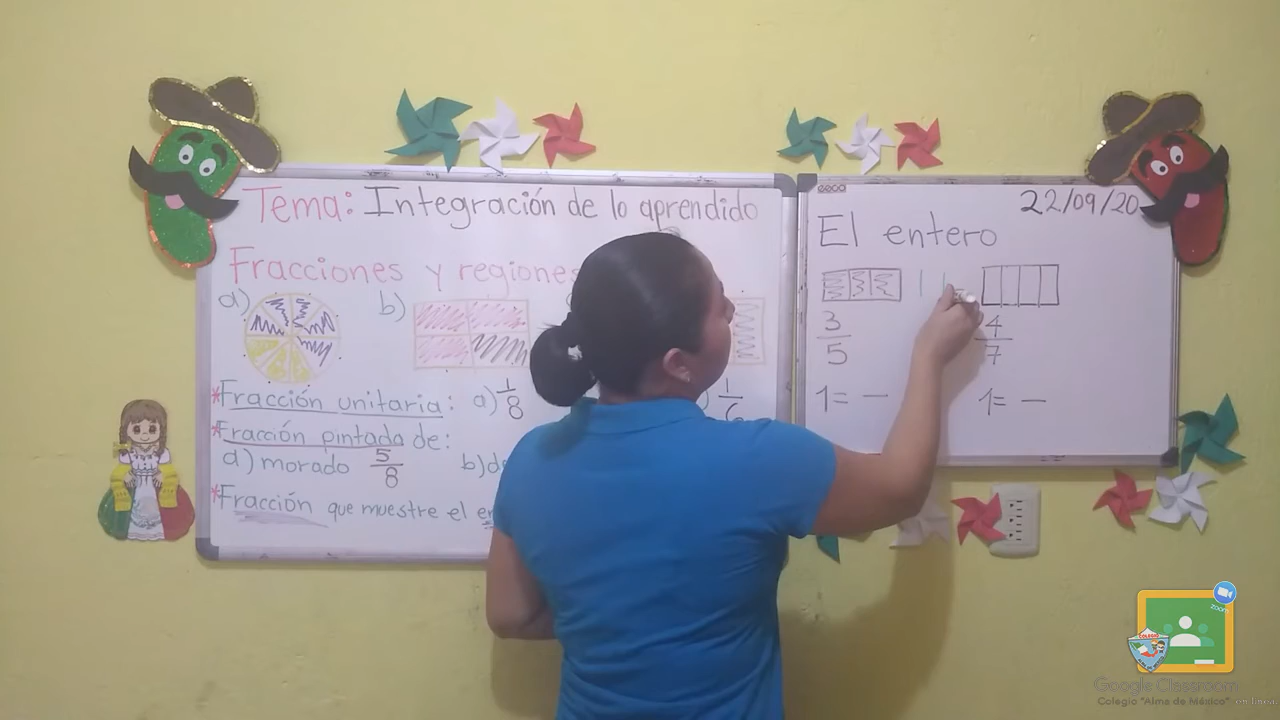 Tema: Integración de lo aprendido
Fracciones y regiones
a) b)
*Fracción unitaria: a) 1/8 1/6
*Fracción pintada de:
a) morado 5/8 b)
*Fracción que muestre el
22/09/20
El entero
3/5 4/7
1= — 1= —
COLEGIO
zoom
Google Classroom
Colegio "Alma de México" en línea